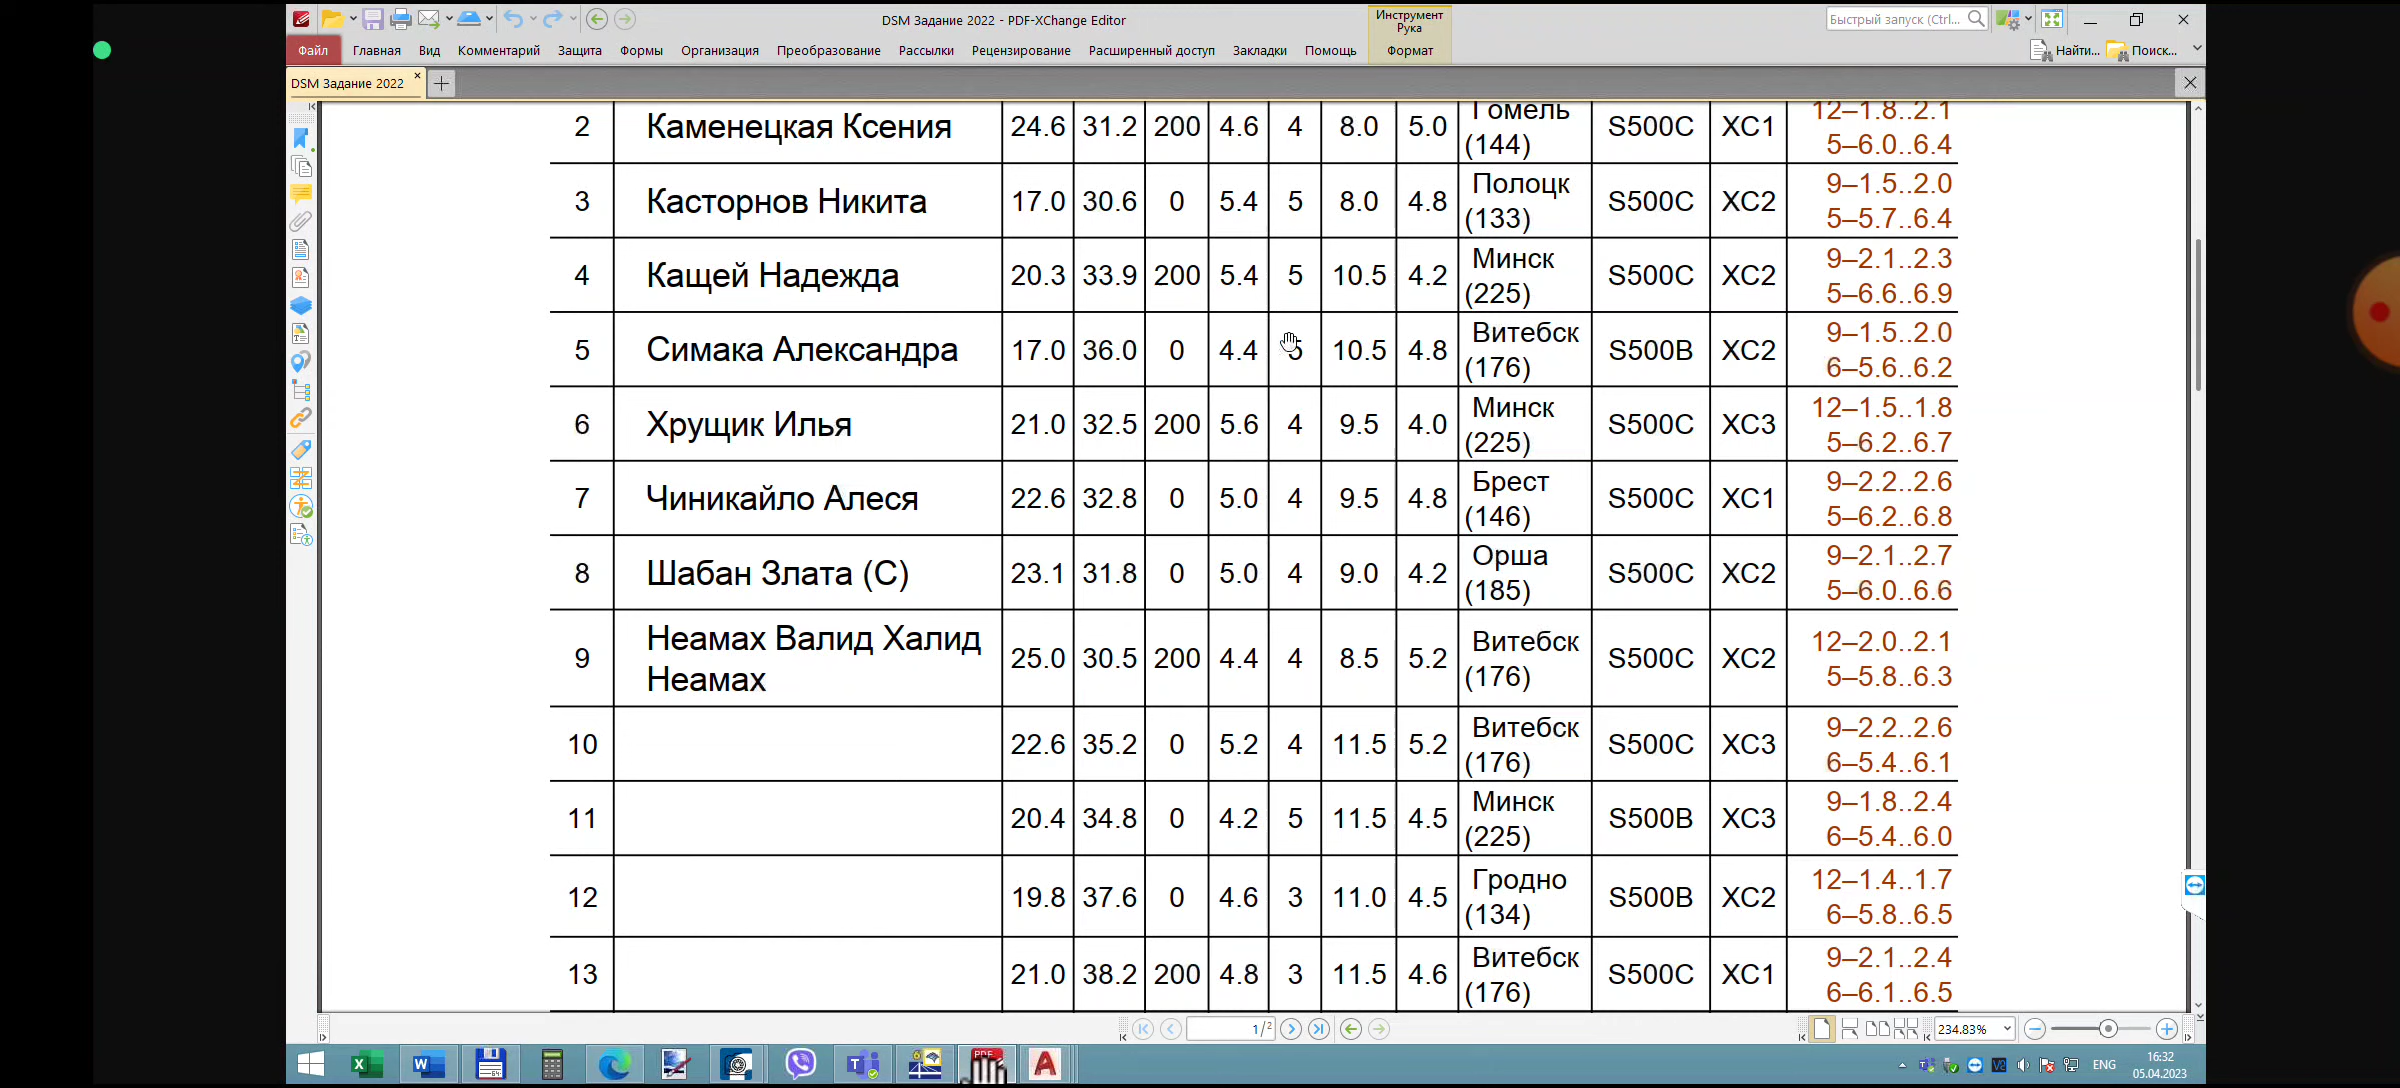 DSM Задание 2022 - PDF-XChange Editor
Инструмент
Рука
Быстрый запуск (Ctrl...
Файл Главная Вид Комментарий Защита Формы Организация Преобразование Рассылки Рецензирование Расширенный доступ Закладки Помощь Формат Найти... Поиск...
DSM Задание 2022
2 Каменецкая Ксения 24.6 31.2 200 4.6 4 8.0 5.0 Гомель (144) S500C XC1 12–1.8..2.1
5–6.0..6.4
3 Касторнов Никита 17.0 30.6 0 5.4 5 8.0 4.8 Полоцк (133) S500C XC2 9–1.5..2.0
5–5.7..6.4
4 Кащей Надежда 20.3 33.9 200 5.4 5 10.5 4.2 Минск (225) S500C XC2 9–2.1..2.3
5–6.6..6.9
5 Симака Александра 17.0 36.0 0 4.4 5 10.5 4.8 Витебск (176) S500B XC2 9–1.5..2.0
6–5.6..6.2
6 Хрущик Илья 21.0 32.5 200 5.6 4 9.5 4.0 Минск (225) S500C XC3 12–1.5..1.8
5–6.2..6.7
7 Чиникайло Алеся 22.6 32.8 0 5.0 4 9.5 4.8 Брест (146) S500C XC1 9–2.2..2.6
5–6.2..6.8
8 Шабан Злата (С) 23.1 31.8 0 5.0 4 9.0 4.2 Орша (185) S500C XC2 9–2.1..2.7
5–6.0..6.6
9 Неамах Валид Халид Неамах 25.0 30.5 200 4.4 4 8.5 5.2 Витебск (176) S500C XC2 12–2.0..2.1
5–5.8..6.3
10 22.6 35.2 0 5.2 4 11.5 5.2 Витебск (176) S500C XC3 9–2.2..2.6
6–5.4..6.1
11 20.4 34.8 0 4.2 5 11.5 4.5 Минск (225) S500B XC3 9–1.8..2.4
6–5.4..6.0
12 19.8 37.6 0 4.6 3 11.0 4.5 Гродно (134) S500B XC2 12–1.4..1.7
6–5.8..6.5
13 21.0 38.2 200 4.8 3 11.5 4.6 Витебск (176) S500C XC1 9–2.1..2.4
6–6.1..6.5
1/2
234.83%
ENG
16:32
05.04.2023